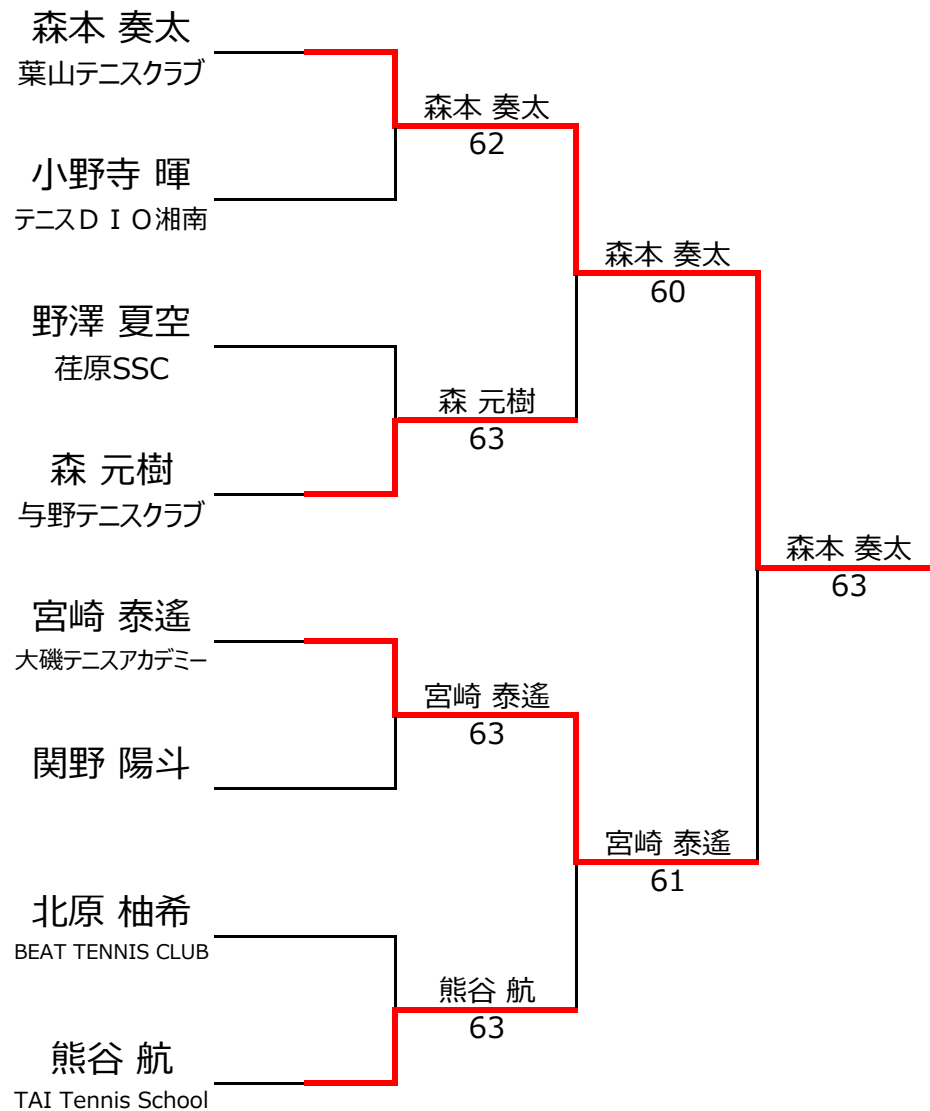 森本 奏太
葉山テニスクラブ
森本 奏太
62
小野寺 暉
テニスＤＩＯ湘南
森本 奏太
60
野澤 夏空
荏原SSC
森 元樹
63
森 元樹
与野テニスクラブ
森本 奏太
63
宮崎 泰遙
大磯テニスアカデミー
宮崎 泰遙
63
関野 陽斗
宮崎 泰遙
61
北原 柚希
BEAT TENNIS CLUB
熊谷 航
63
熊谷 航
TAI Tennis School